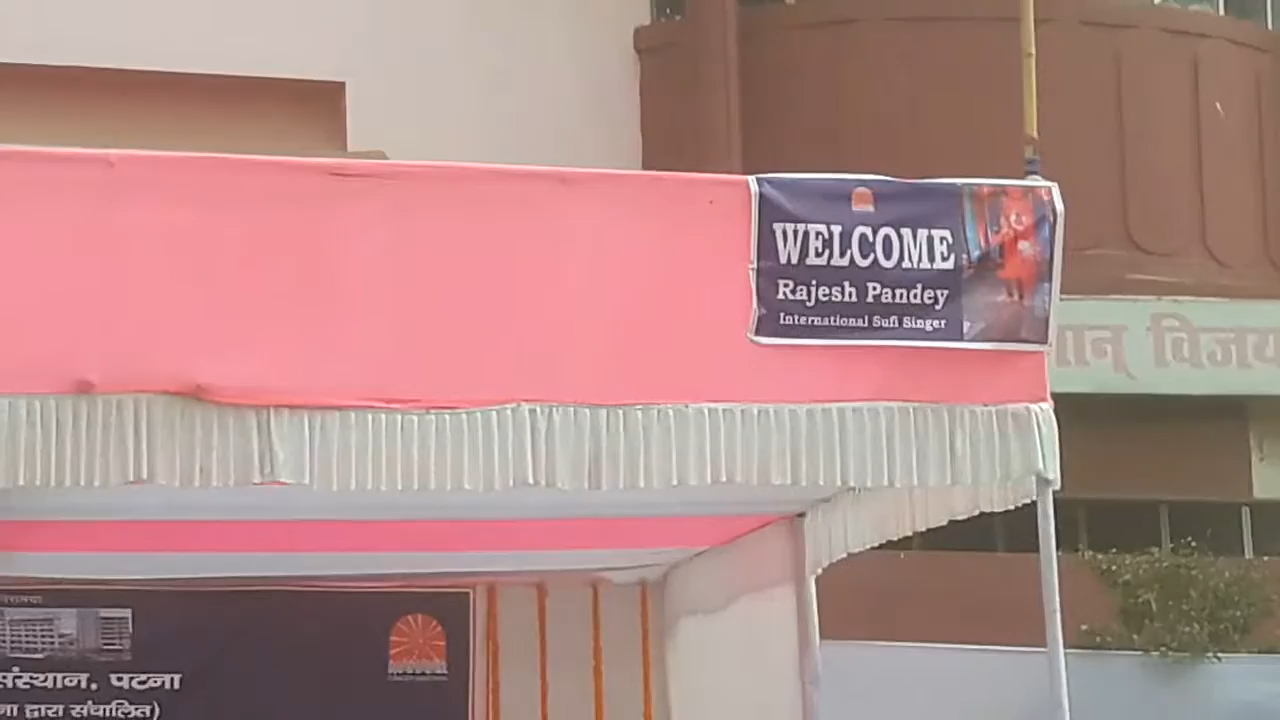 WELCOME
Rajesh Pandey
International Sufi Singer
विजय
संस्थान, पटना
द्वारा संचालित)